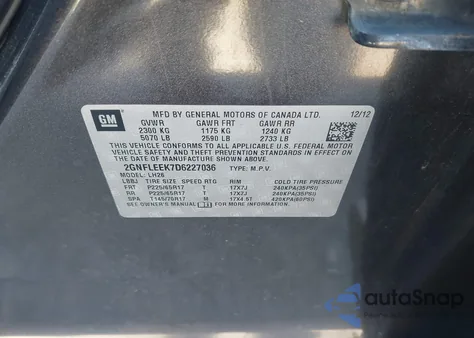 GM
MFD BY GENERAL MOTORS OF CANADA LTD. 12/12
GVWR GAWR FRT GAWR RR
2300 KG 1175 KG 1240 KG
5070 LB 2590 LB 2733 LB
THIS VEHICLE CONFORMS TO ALL APPLICABLE U.S. FEDERAL MOTOR
VEHICLE SAFETY AND THEFT PREVENTION STANDARDS IN EFFECT
ON THE DATE OF MANUFACTURE SHOWN ABOVE.
2GNFLEEK7D6227036 TYPE: M.P.V.
MODEL: LH26
LBBJ TIRE SIZE SPEED RTG RIM COLD TIRE PRESSURE
FRT P225/65R17 T 17X7J 240KPA(35PSI)
RR P225/65R17 T 17X7J 240KPA(35PSI)
SPA T145/70R17 M 17X4.5T 420KPA(60PSI)
SEE OWNER'S MANUAL FOR MORE INFORMATION.
autoSnap